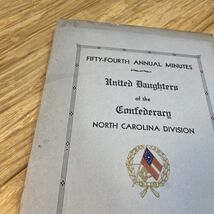 FIFTY-FOURTH ANNUAL MINUTES
United Daughters
of the
Confederacy
NORTH CAROLINA DIVISION